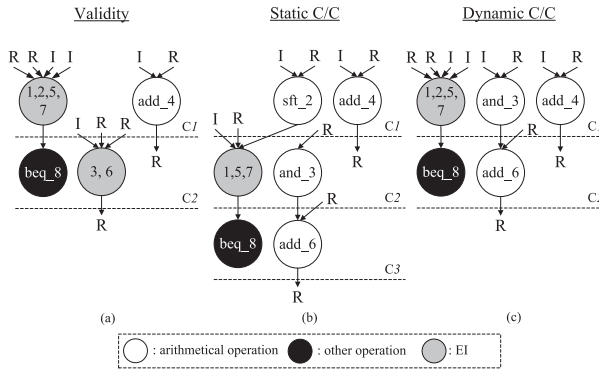 Validity Static C/C Dynamic C/C
R R I I I R I R I R R R I I I R I R
1,2,5, 7 add_4 sft_2 add_4 1,2,5, 7 and_3 add_4
I R R C1 I R R C1 R C
R R R
beq_8 3, 6 1,5,7 and_3 beq_8 add_6
C2 R C2 C
R R
beq_8 add_6
C3
R
(a) (b) (c)
: arithmetical operation : other operation : EI